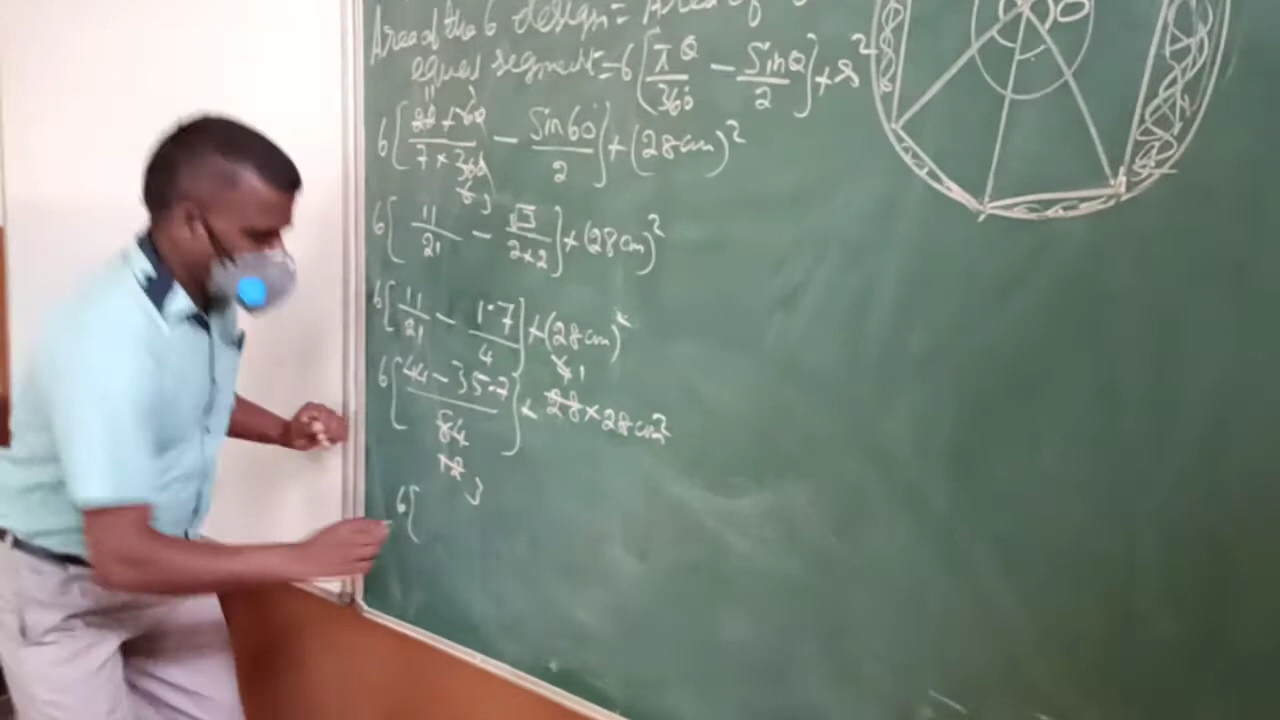 Area of the 6 design = Area of 6
equal segment = 6[πθ/360° - Sinθ/2] × r²
6[22 × 60/7 × 360 - Sin60°/2] × (28cm)²
6[11/21 - √3/2×2] × (28cm)²
6[11/21 - 1.7/4] × (28cm)²
6[44 - 35.7/84] × 28 × 28cm²
12 3
6[
O